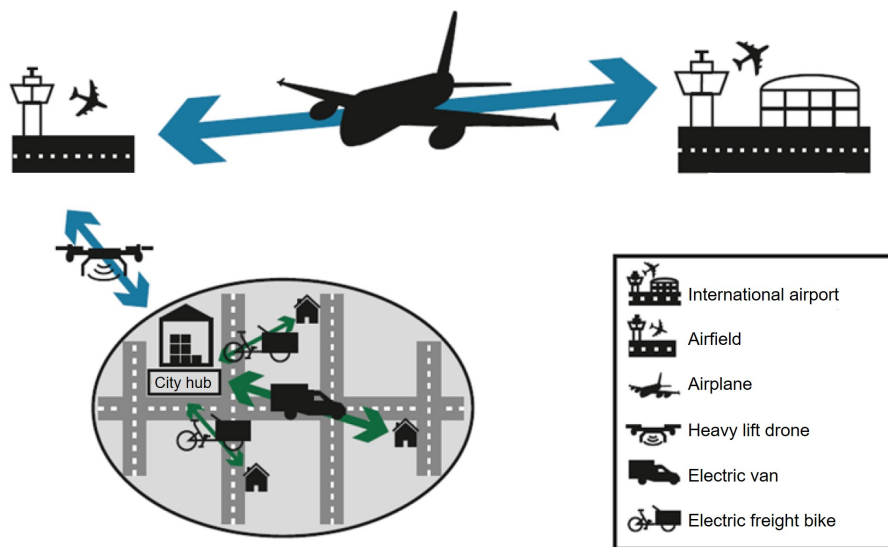 City hub
International airport
Airfield
Airplane
Heavy lift drone
Electric van
Electric freight bike